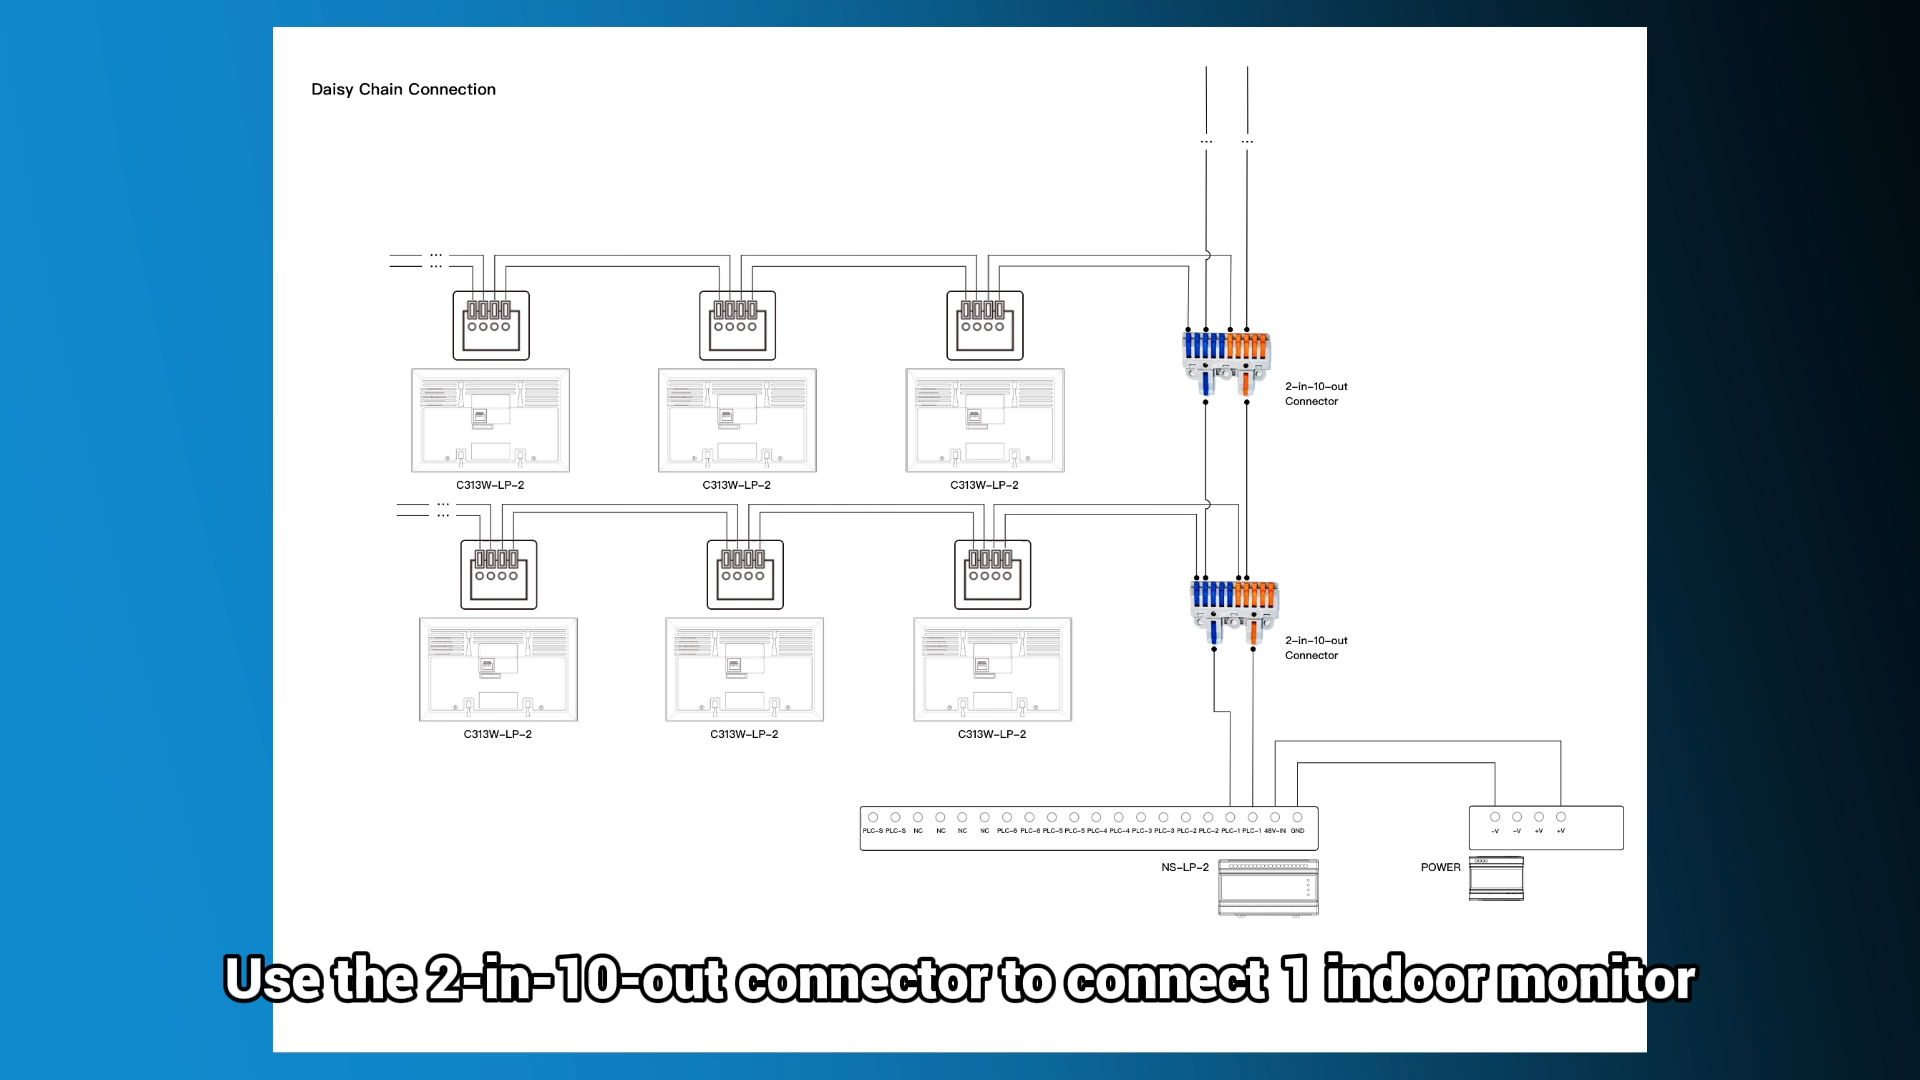 Daisy Chain Connection
2-in-10-out
Connector
C313W-LP-2
C313W-LP-2
C313W-LP-2
2-in-10-out
Connector
C313W-LP-2
C313W-LP-2
C313W-LP-2
PLC-S PLC-S NC NC NC NC PLC-6 PLC-6 PLC-5 PLC-5 PLC-4 PLC-4 PLC-3 PLC-3 PLC-2 PLC-2 PLC-1 PLC-1 48V-IN GND
-V -V +V +V
NS-LP-2
POWER
Use the 2-in-10-out connector to connect 1 indoor monitor